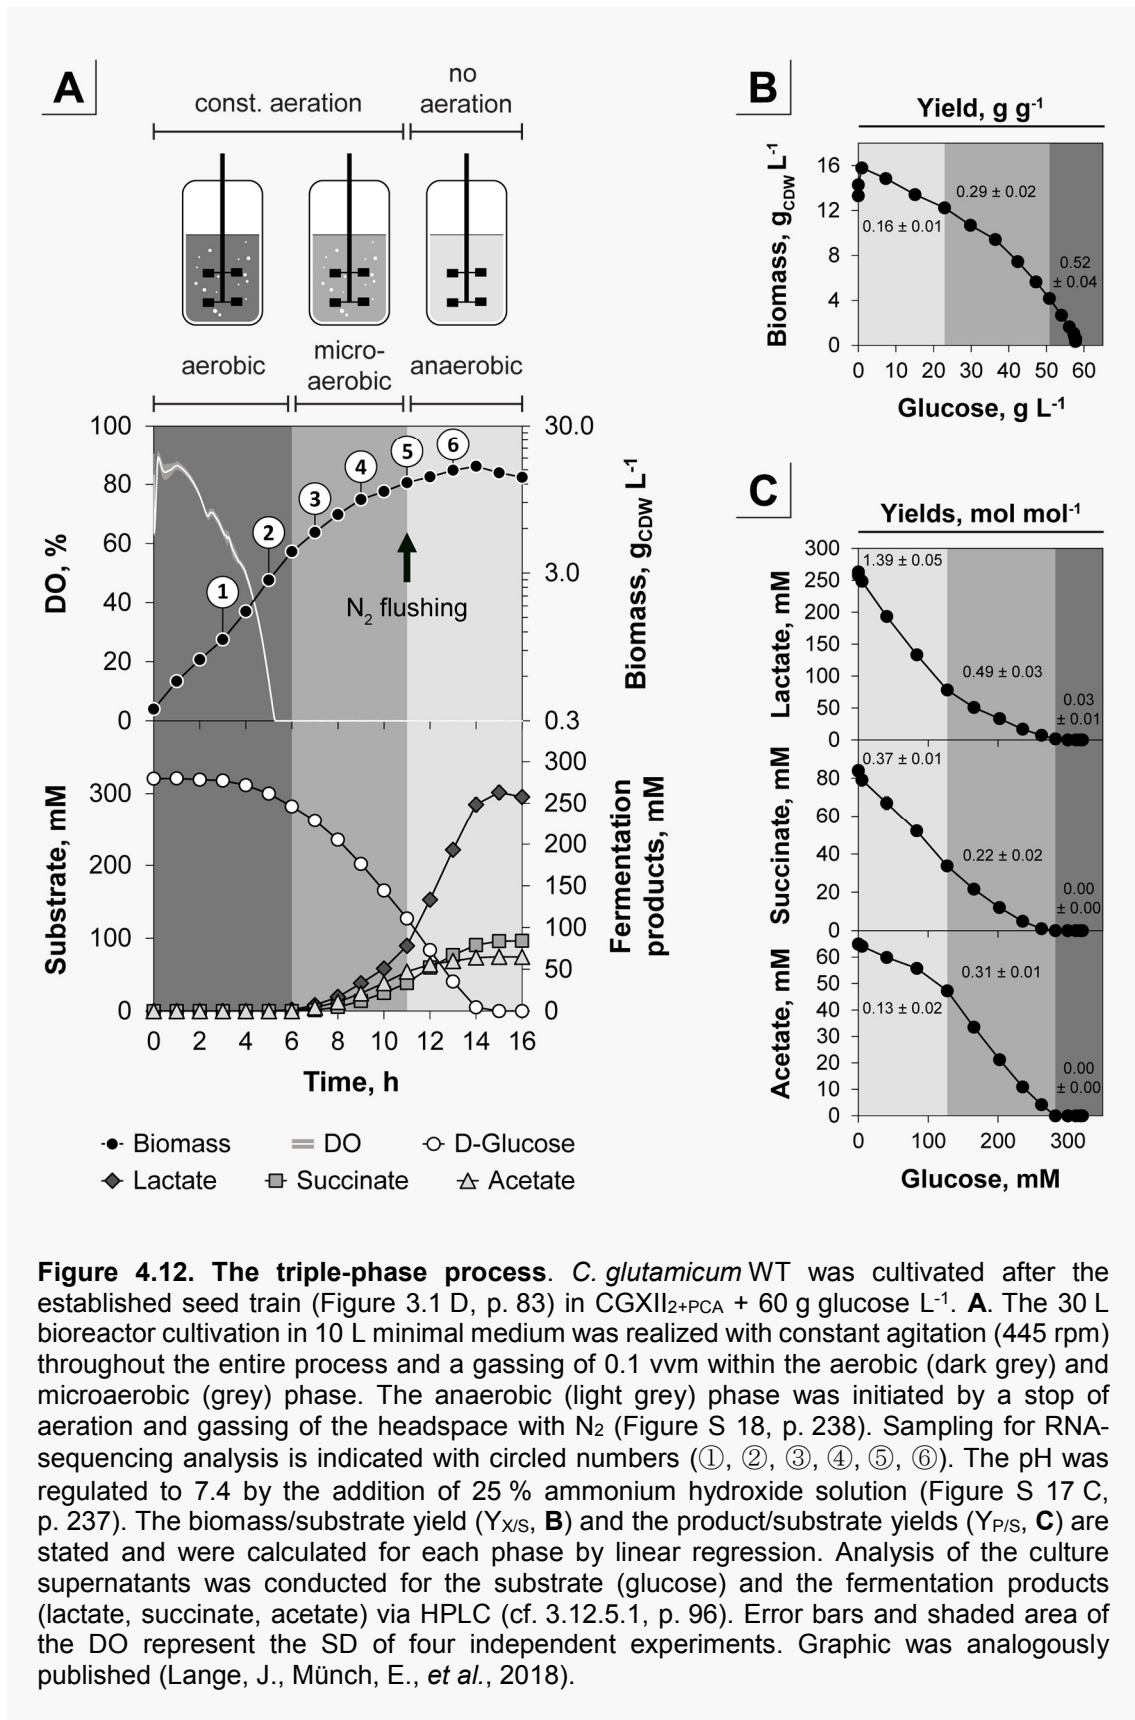 A
const. aeration
no
aeration
aerobic
micro-
aerobic
anaerobic
100
80
60
40
20
0
DO, %
30.0
3.0
0.3
Biomass, gCDW L-1
1
2
3
4
5
6
N2 flushing
300
200
100
0
Substrate, mM
300
250
200
150
100
50
0
Fermentation
products, mM
0 2 4 6 8 10 12 14 16
Time, h
Biomass DO D-Glucose
Lactate Succinate Acetate
B
Yield, g g-1
16
12
8
4
0
Biomass, gCDW L-1
0.16 ± 0.01
0.29 ± 0.02
0.52
± 0.04
0 10 20 30 40 50 60
Glucose, g L-1
C
Yields, mol mol-1
300
250
200
150
100
50
0
Lactate, mM
1.39 ± 0.05
0.49 ± 0.03
0.03
± 0.01
80
60
40
20
0
Succinate, mM
0.37 ± 0.01
0.22 ± 0.02
0.00
± 0.00
60
50
40
30
20
10
0
Acetate, mM
0.13 ± 0.02
0.31 ± 0.01
0.00
± 0.00
0 100 200 300
Glucose, mM
Figure 4.12. The triple-phase process. C. glutamicum WT was cultivated after the
established seed train (Figure 3.1 D, p. 83) in CGXII2+PCA + 60 g glucose L-1. A. The 30 L
bioreactor cultivation in 10 L minimal medium was realized with constant agitation (445 rpm)
throughout the entire process and a gassing of 0.1 vvm within the aerobic (dark grey) and
microaerobic (grey) phase. The anaerobic (light grey) phase was initiated by a stop of
aeration and gassing of the headspace with N2 (Figure S 18, p. 238). Sampling for RNA-
sequencing analysis is indicated with circled numbers (①, ②, ③, ④, ⑤, ⑥). The pH was
regulated to 7.4 by the addition of 25 % ammonium hydroxide solution (Figure S 17 C,
p. 237). The biomass/substrate yield (YX/S, B) and the product/substrate yields (YP/S, C) are
stated and were calculated for each phase by linear regression. Analysis of the culture
supernatants was conducted for the substrate (glucose) and the fermentation products
(lactate, succinate, acetate) via HPLC (cf. 3.12.5.1, p. 96). Error bars and shaded area of
the DO represent the SD of four independent experiments. Graphic was analogously
published (Lange, J., Münch, E., et al., 2018).